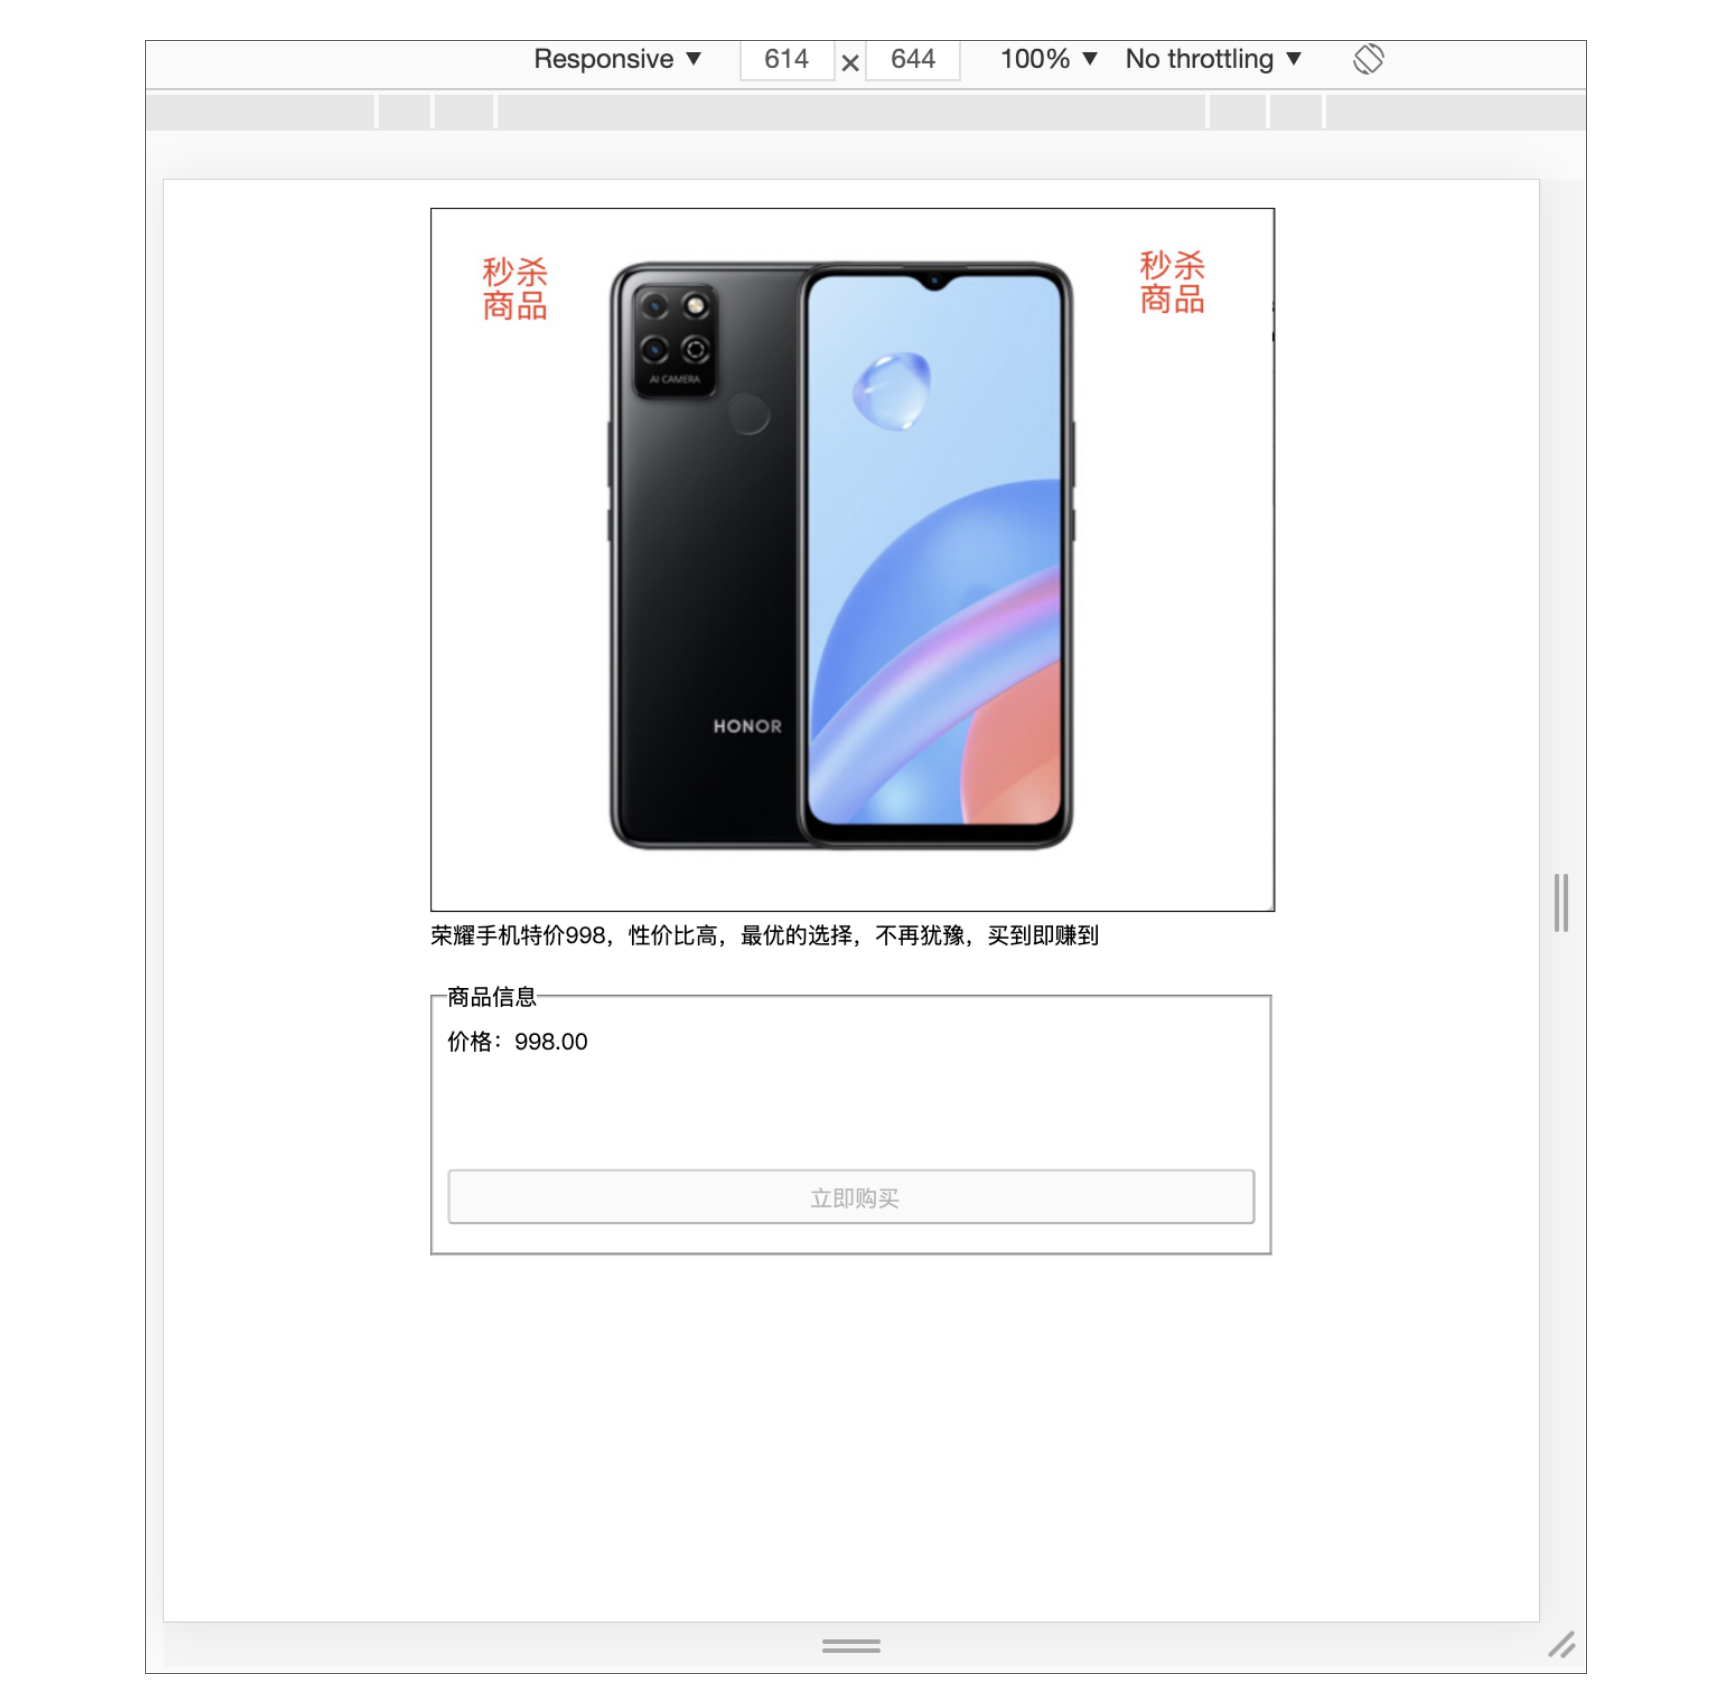 Responsive ▼ 614 × 644 100% ▼ No throttling ▼
秒杀
商品
秒杀
商品
AI CAMERA
HONOR
荣耀手机特价998，性价比高，最优的选择，不再犹豫，买到即赚到
商品信息
价格：998.00
立即购买